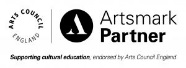 ARTS COUNCIL
ENGLAND
Artsmark
Partner
Supporting cultural education, endorsed by Arts Council England